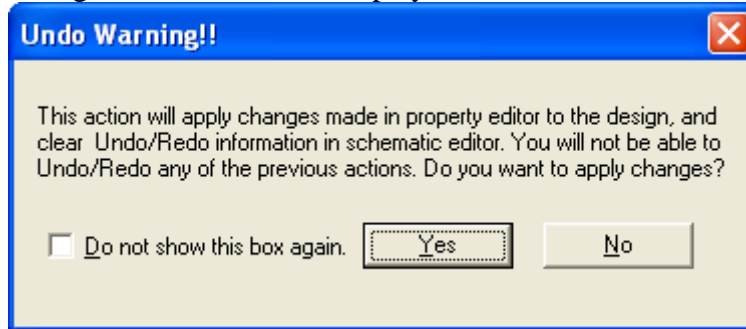 Undo Warning!!
This action will apply changes made in property editor to the design, and
clear Undo/Redo information in schematic editor. You will not be able to
Undo/Redo any of the previous actions. Do you want to apply changes?
Do not show this box again. Yes No